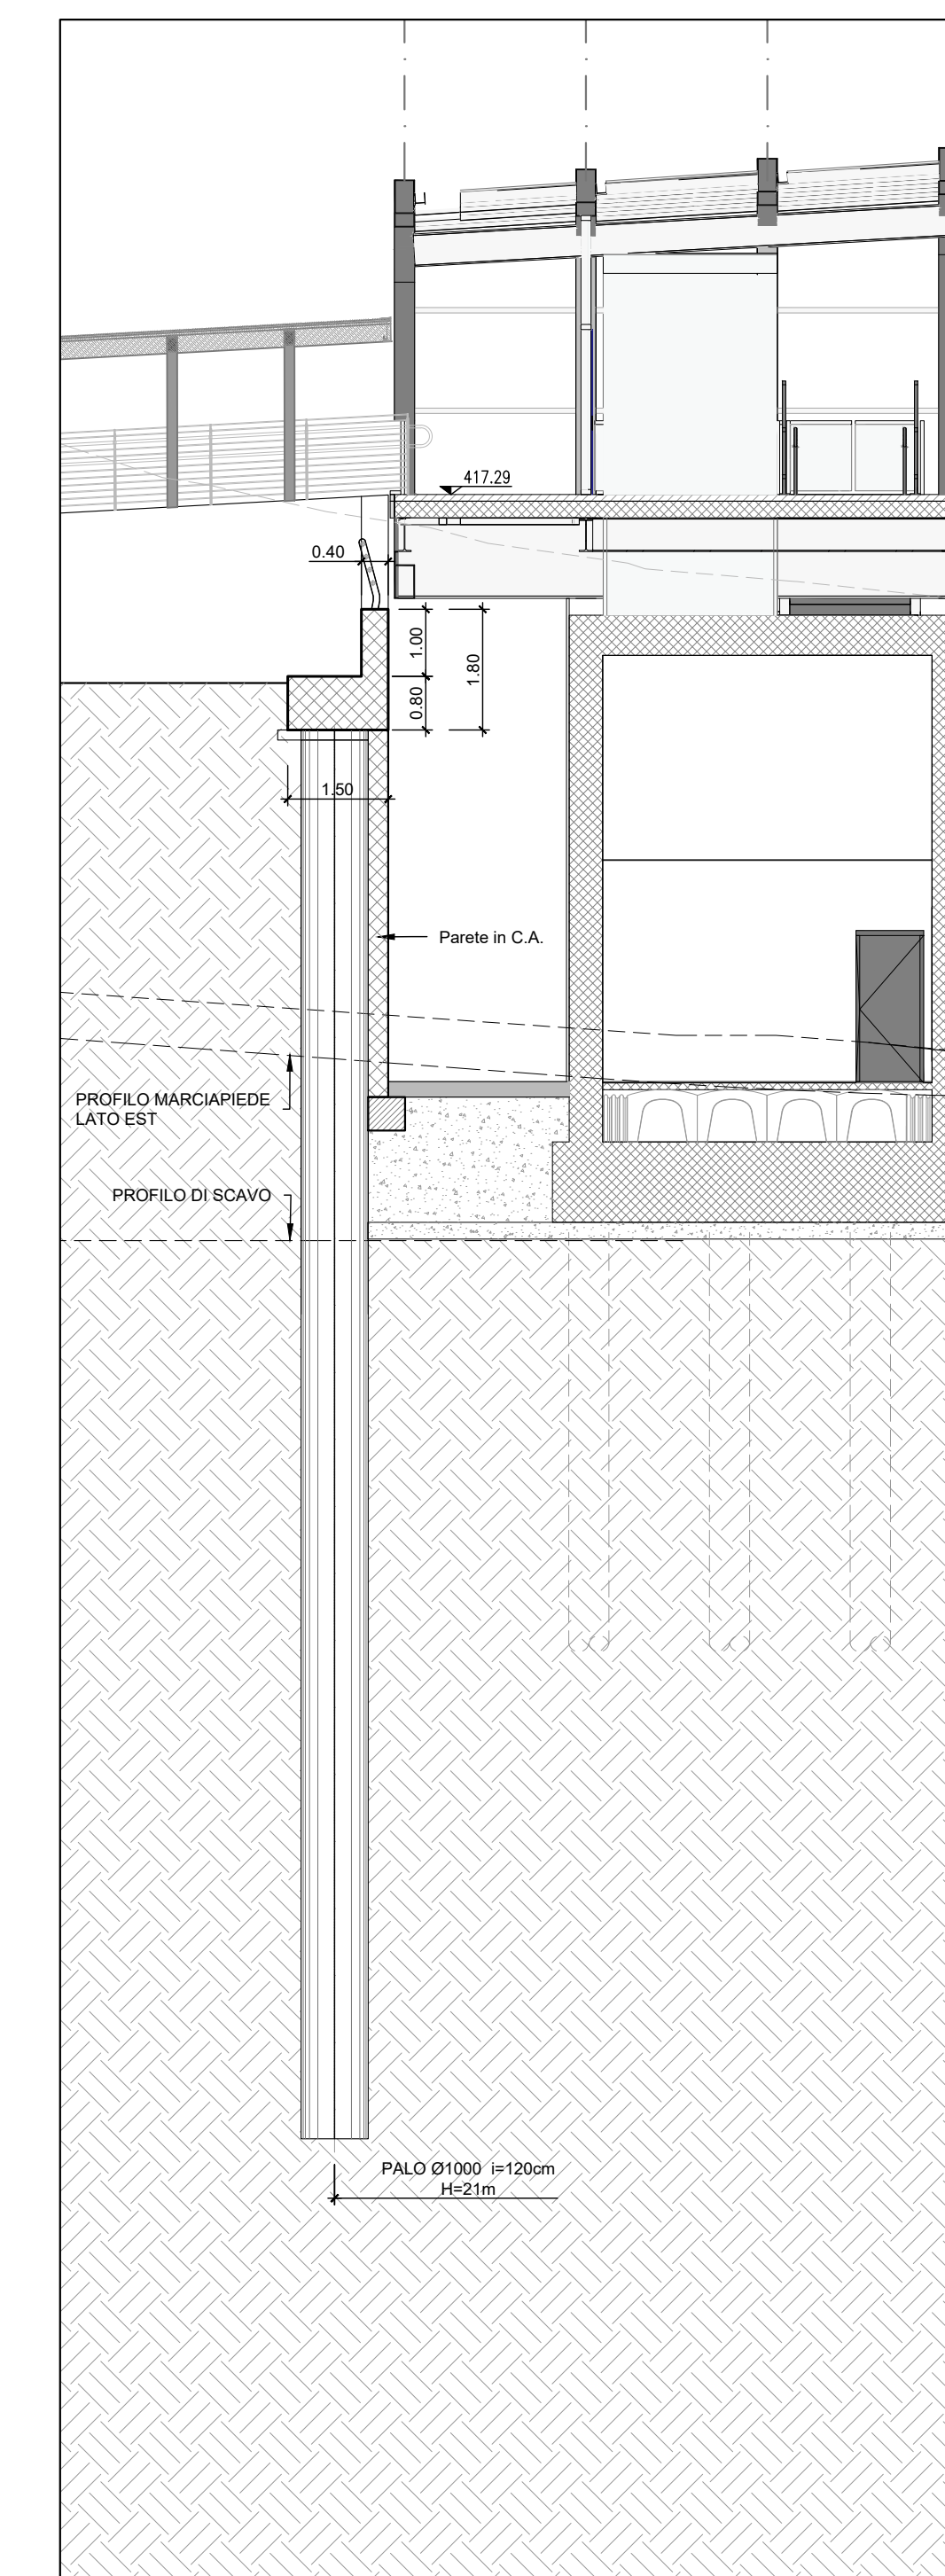 417.29
0.40
1.00
1.80
0.80
1.50
Parete in C.A.
PROFILO MARCIAPIEDE
LATO EST
PROFILO DI SCAVO
PALO Ø1000 i=120cm
H=21m